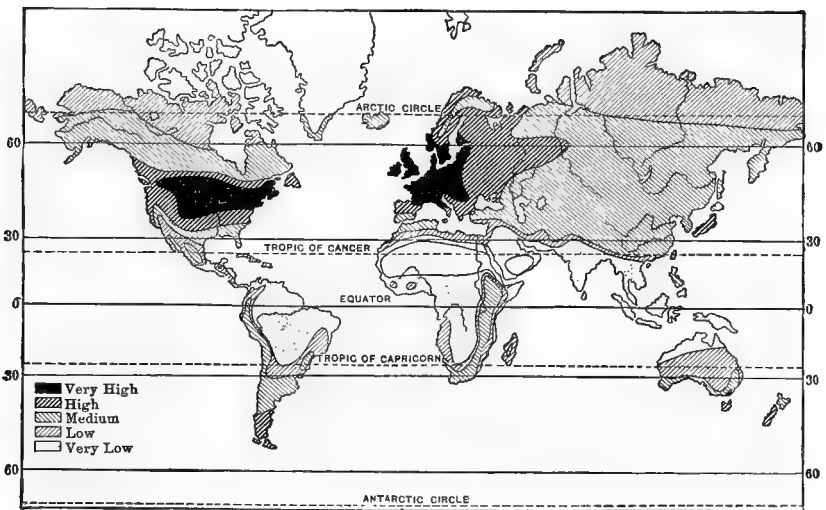 ARCTIC CIRCLE
60 60
30 30
TROPIC OF CANCER
EQUATOR
0 0
TROPIC OF CAPRICORN
30 30
Very High
High
Medium
Low
Very Low
60 60
ANTARCTIC CIRCLE